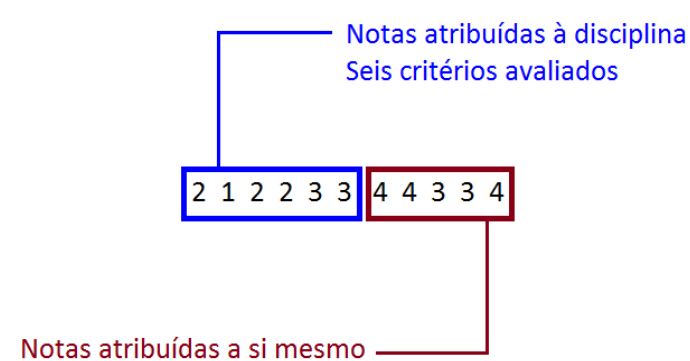 Notas atribuídas à disciplina
Seis critérios avaliados
2 1 2 2 3 3 4 4 3 3 4
Notas atribuídas a si mesmo